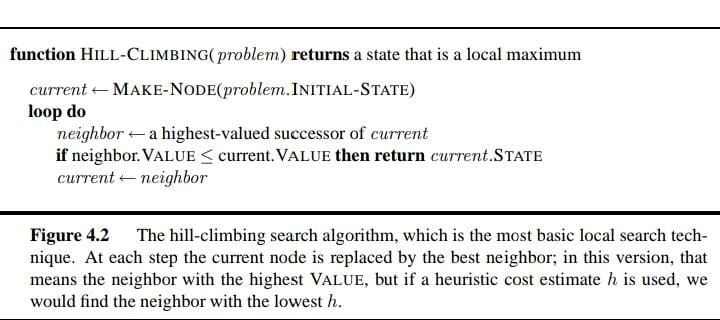 function HILL-CLIMBING(problem) returns a state that is a local maximum
current ← MAKE-NODE(problem.INITIAL-STATE)
loop do
neighbor ← a highest-valued successor of current
if neighbor.VALUE ≤ current.VALUE then return current.STATE
current ← neighbor
Figure 4.2 The hill-climbing search algorithm, which is the most basic local search tech-
nique. At each step the current node is replaced by the best neighbor; in this version, that
means the neighbor with the highest VALUE, but if a heuristic cost estimate h is used, we
would find the neighbor with the lowest h.